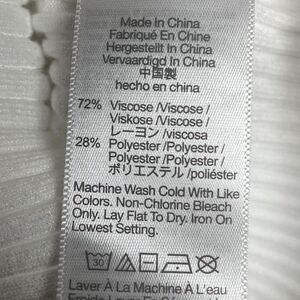 Made In China
Fabriqué En Chine
Hergestellt In China
Vervaardigd In China
中国製
hecho en china
72% Viscose /Viscose /
Viskose /Viscose /
レーヨン /viscosa
28% Polyester /Polyester /
Polyester /Polyester /
ポリエステル /poliéster
Machine Wash Cold With Like
Colors. Non-Chlorine Bleach
Only. Lay Flat To Dry. Iron On
Lowest Setting.
30
Laver À La Machine À L'eau